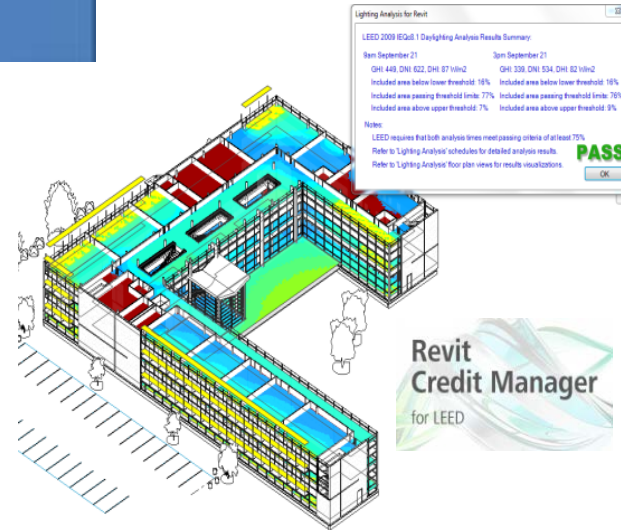 Lighting Analysis for Revit
LEED 2009 IEQc8.1 Daylighting Analysis Results Summary:
9am September 21
GHI: 449, DNI: 622, DHI: 87 W/m2
Included area below lower threshold: 16%
Included area passing threshold limits: 77%
Included area above upper threshold: 7%
3pm September 21
GHI: 339, DNI: 534, DHI: 82 W/m2
Included area below lower threshold: 16%
Included area passing threshold limits: 76%
Included area above upper threshold: 9%
Notes:
LEED requires that both analysis times meet passing criteria of at least 75%
Refer to 'Lighting Analysis' schedules for detailed analysis results.
Refer to 'Lighting Analysis' floor plan views for results visualizations.
PASS
OK
Revit
Credit Manager
for LEED